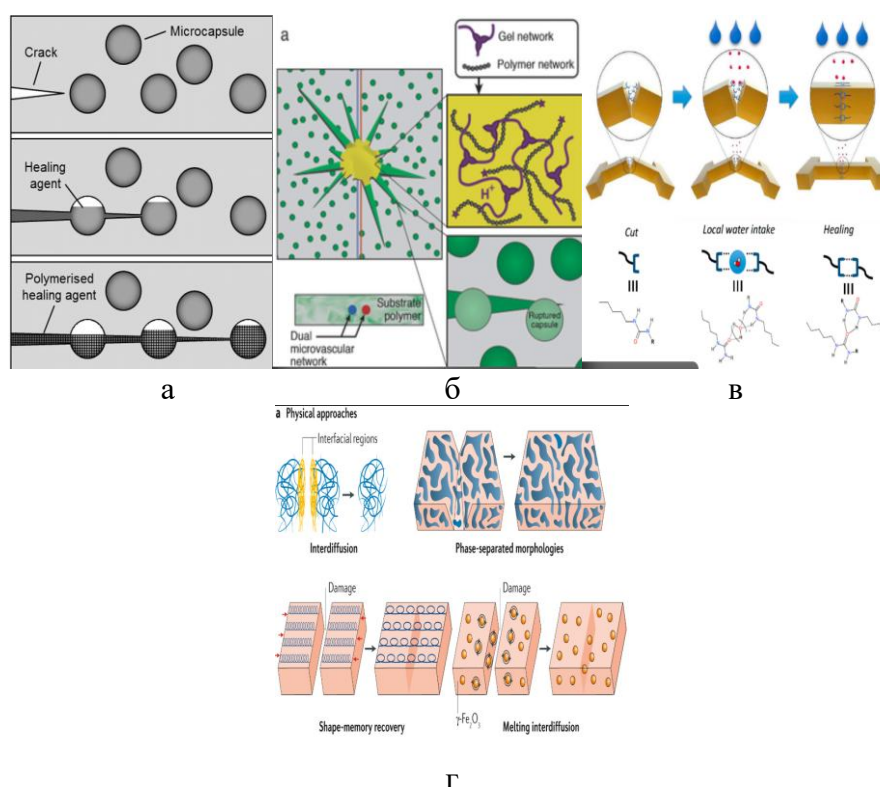 Microcapsule
Crack
Healing
agent
Polymerised
healing agent
а
a
Gel network
Polymer network
H⁺
Substrate
polymer
Dual
microvascular
network
Ruptured
capsule
б
Cut
Local water intake
Healing
N
H
O
R
в
a Physical approaches
Interfacial regions
Interdiffusion
Phase-separated morphologies
Damage
Damage
Shape-memory recovery
γ-Fe₂O₃
Melting interdiffusion
г